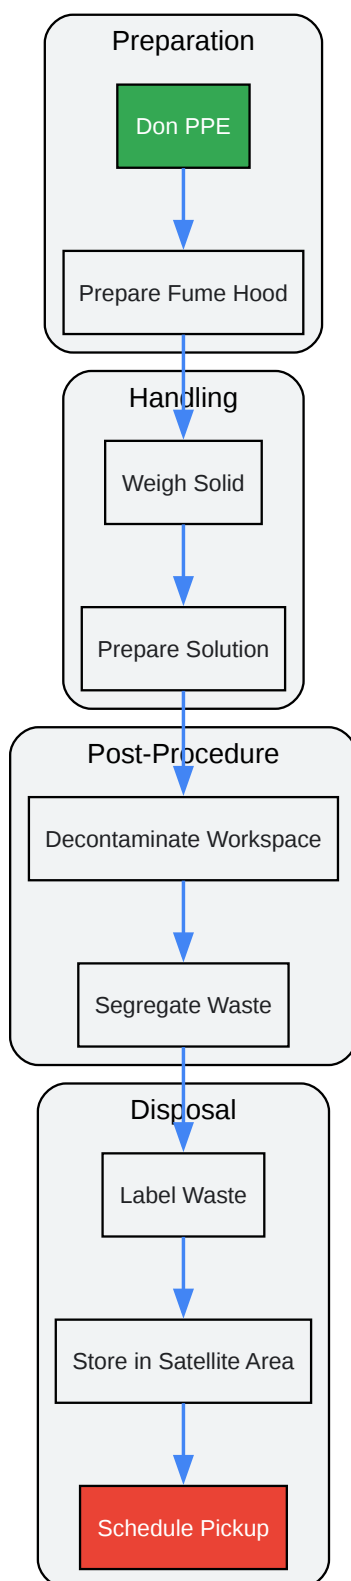 Preparation
Don PPE
Prepare Fume Hood
Handling
Weigh Solid
Prepare Solution
Post-Procedure
Decontaminate Workspace
Segregate Waste
Disposal
Label Waste
Store in Satellite Area
Schedule Pickup